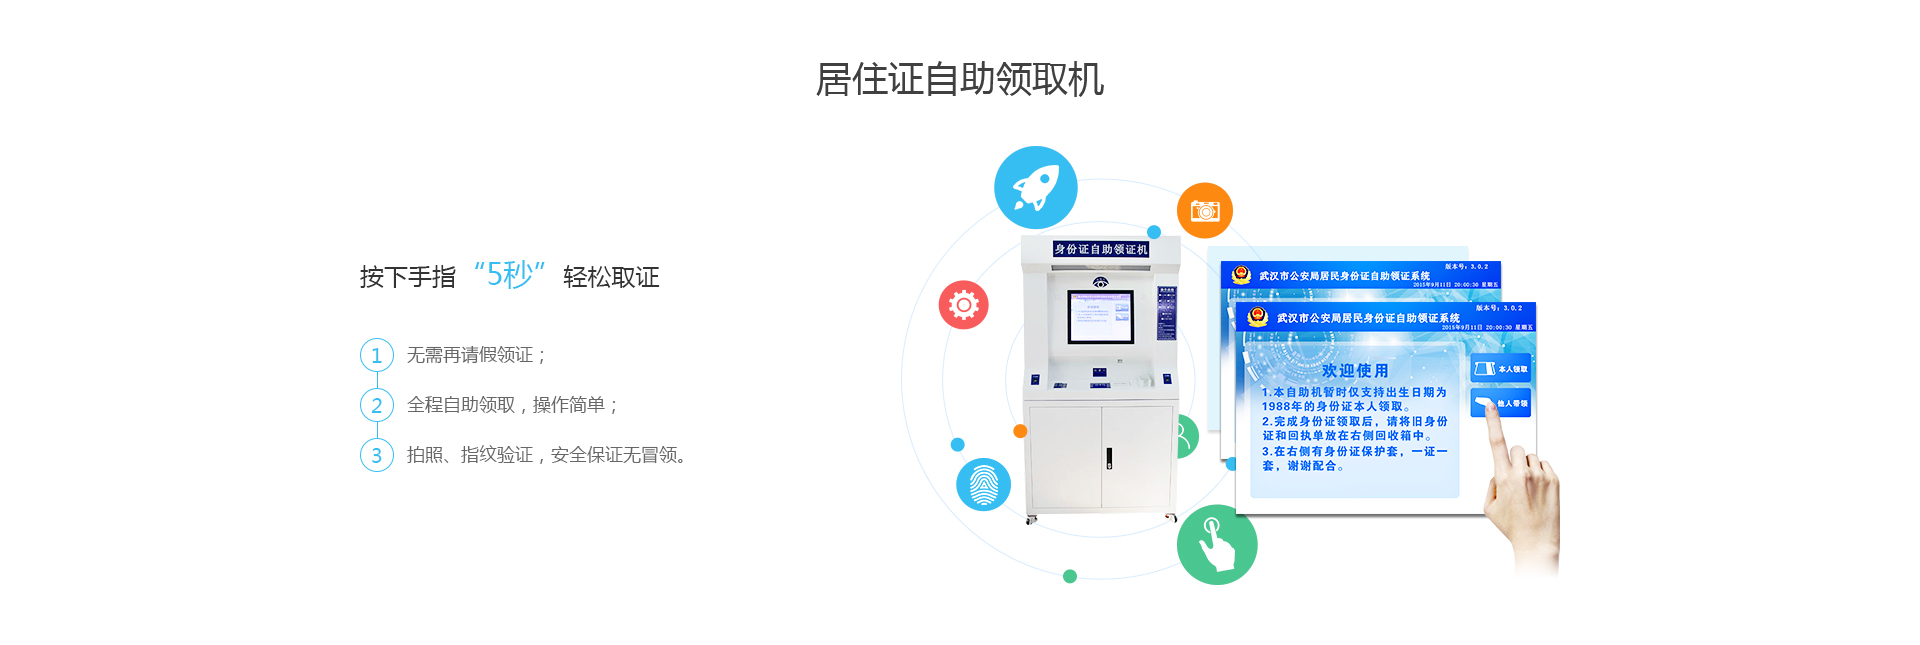 居住证自助领取机
按下手指“5秒”轻松取证
1 无需再请假领证；
2 全程自助领取，操作简单；
3 拍照、指纹验证，安全保证无冒领。
身份证自助领证机
版本号：3.0.2
武汉市公安局居民身份证自助领证系统
2015年9月11日 20:00:30 星期五
版本号：3.0.2
武汉市公安局居民身份证自助领证系统
2015年9月11日 20:00:30 星期五
欢迎使用
1.本自助机暂时仅支持出生日期为
1988年的身份证本人领取。
2.完成身份证领取后，请将旧身份
证和回执单放在右侧回收箱中。
3.在右侧有身份证保护套，一证一
套，谢谢配合。
本人领取
他人带领